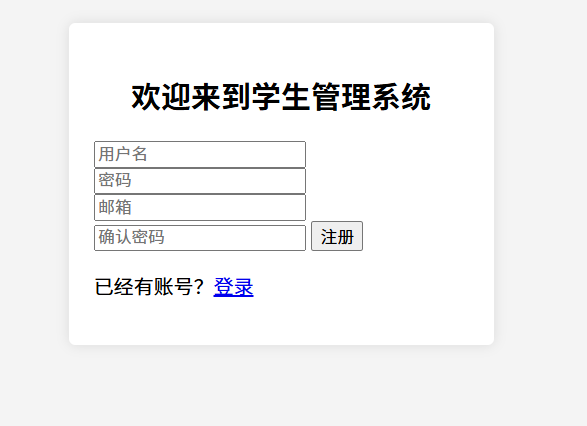 欢迎来到学生管理系统
用户名
密码
邮箱
确认密码 注册
已经有账号？登录